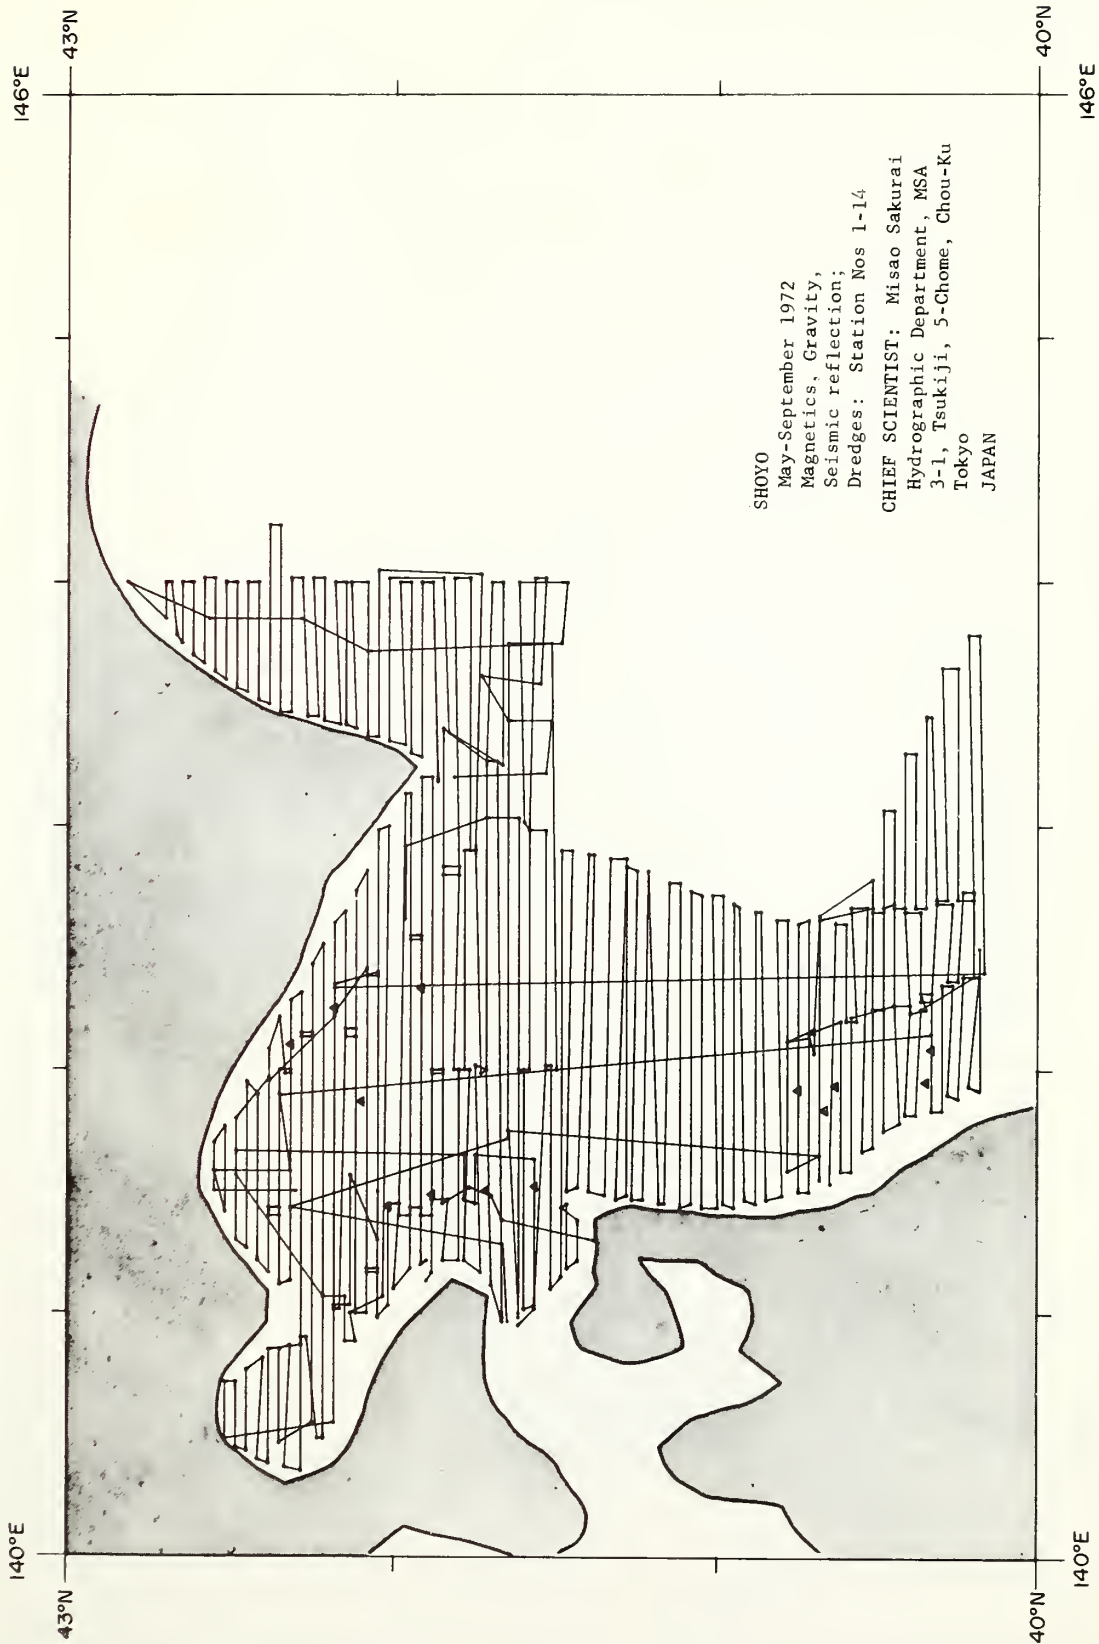 146°E
43°N
40°N
146°E
SHOYO
May-September 1972
Magnetics, Gravity,
Seismic reflection;
Dredges: Station Nos 1-14
CHIEF SCIENTIST: Misao Sakurai
Hydrographic Department, MSA
3-1, Tsukiji, 5-Chome, Chou-Ku
Tokyo
JAPAN
140°E
43°N
40°N
140°E